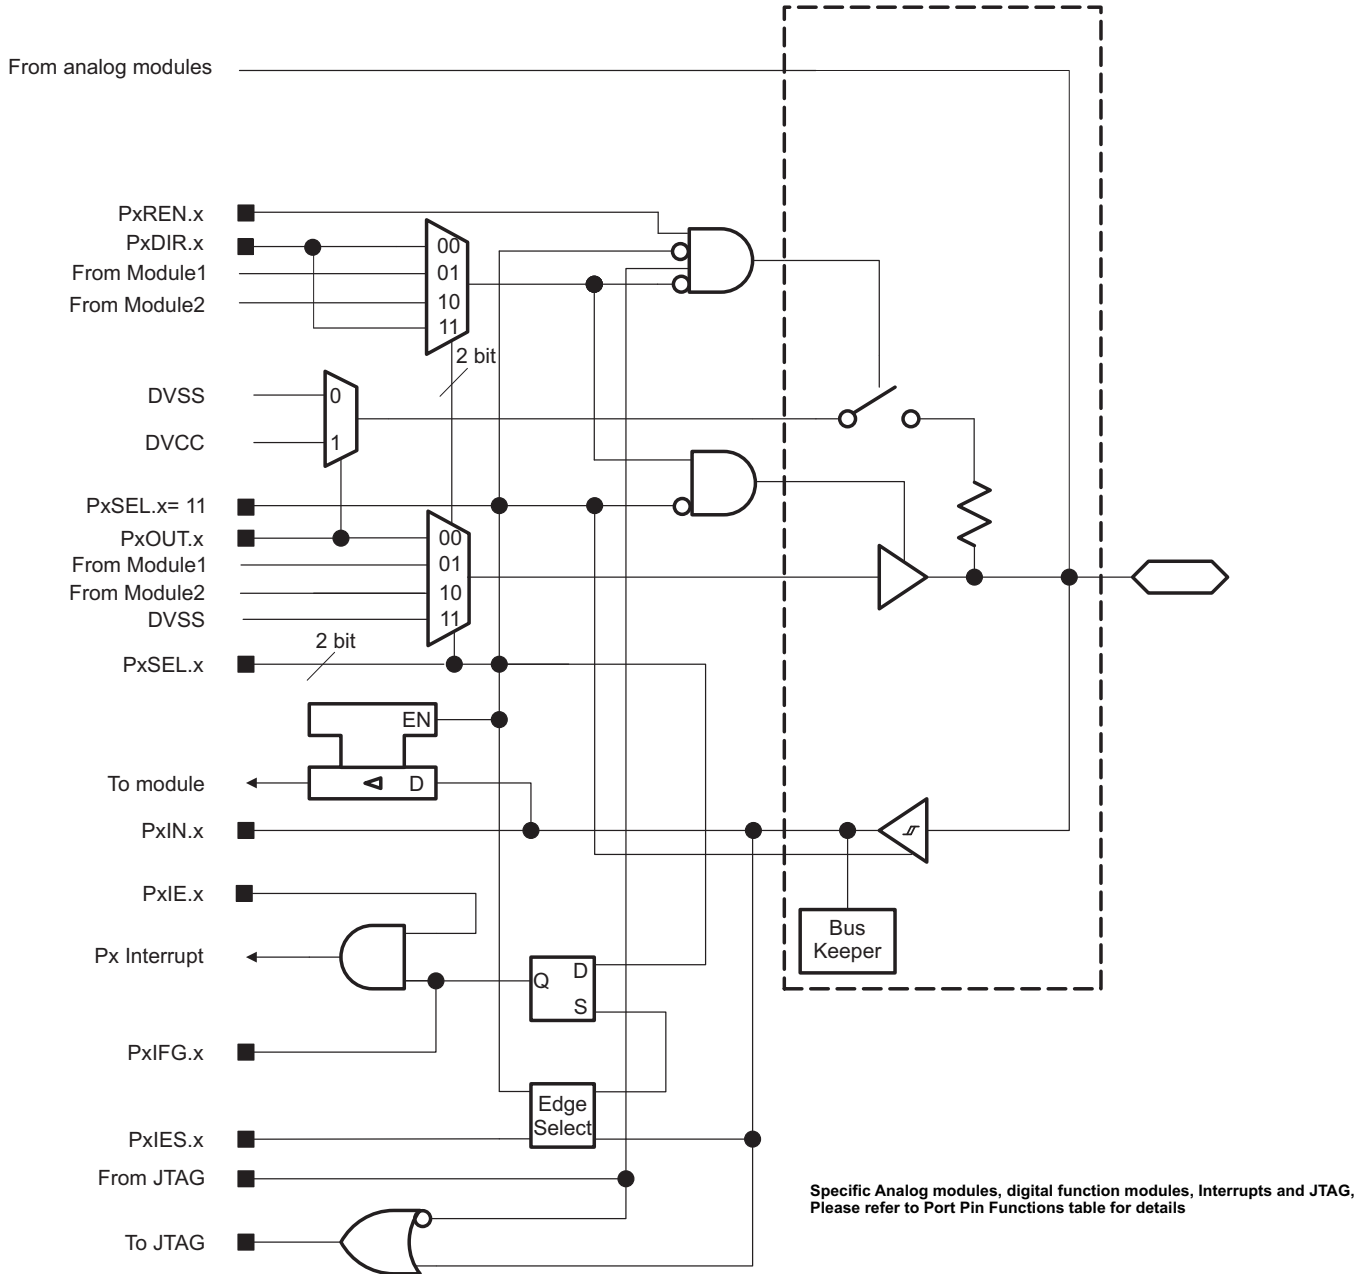 From analog modules
PxREN.x
PxDIR.x
From Module1
From Module2
00
01
10
11
2 bit
DVSS
DVCC
0
1
PxSEL.x= 11
PxOUT.x
From Module1
From Module2
DVSS
00
01
10
11
2 bit
PxSEL.x
EN
To module
D
PxIN.x
PxIE.x
Bus
Keeper
Px Interrupt
Q
D
S
PxIFG.x
Edge
Select
PxIES.x
From JTAG
To JTAG
Specific Analog modules, digital function modules, Interrupts and JTAG,
Please refer to Port Pin Functions table for details